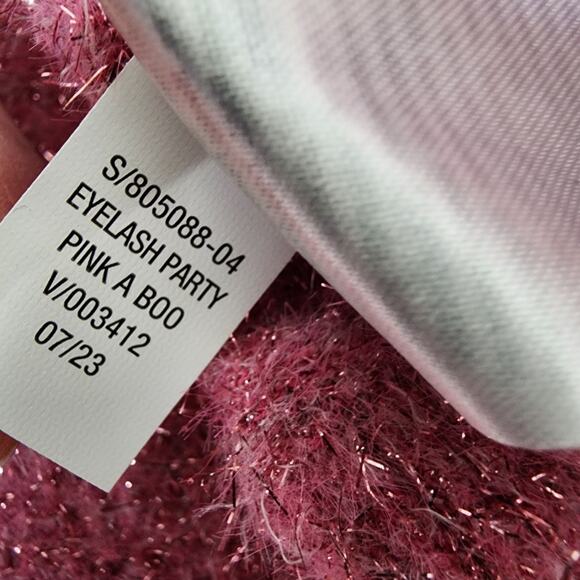 S/805088-04
EYELASH PARTY
PINK A BOO
V/003412
07/23